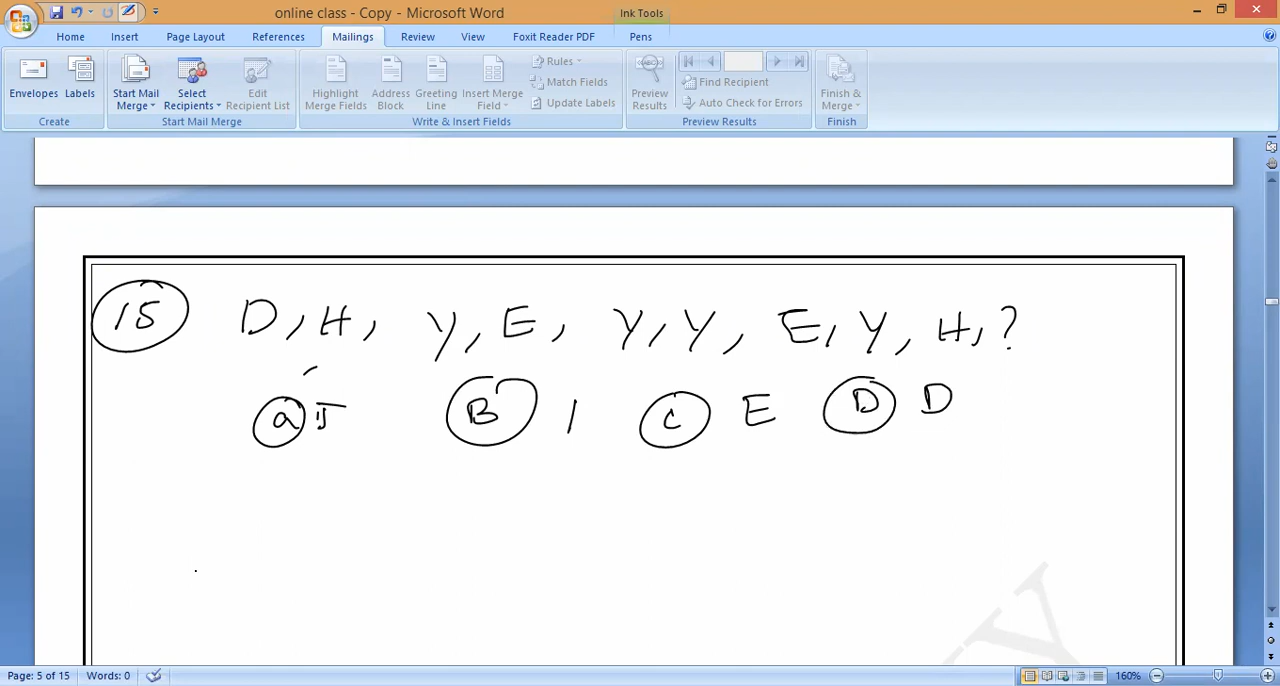 online class - Copy - Microsoft Word
Ink Tools
Home Insert Page Layout References Mailings Review View Foxit Reader PDF Pens
Envelopes Labels
Create
Start Mail Merge Select Recipients Edit Recipient List
Start Mail Merge
Highlight Merge Fields Address Block Greeting Line Insert Merge Field
Rules
Match Fields
Update Labels
Write & Insert Fields
ABC
Preview Results
Find Recipient
Auto Check for Errors
Preview Results
Finish & Merge
Finish
15 D, H, Y, E, Y, Y, E, Y, H, ?
a J B I C E D D
Y
Page: 5 of 15 Words: 0 160%